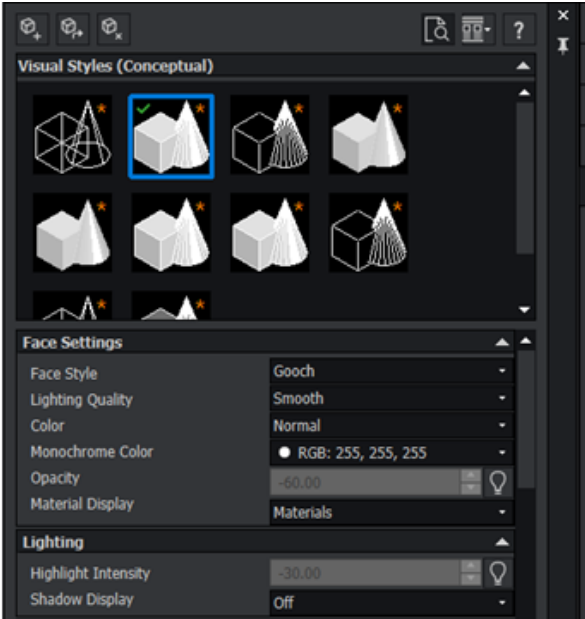 ?
Visual Styles (Conceptual)
Face Settings
Face Style Gooch
Lighting Quality Smooth
Color Normal
Monochrome Color RGB: 255, 255, 255
Opacity -60.00
Material Display Materials
Lighting
Highlight Intensity -30.00
Shadow Display Off